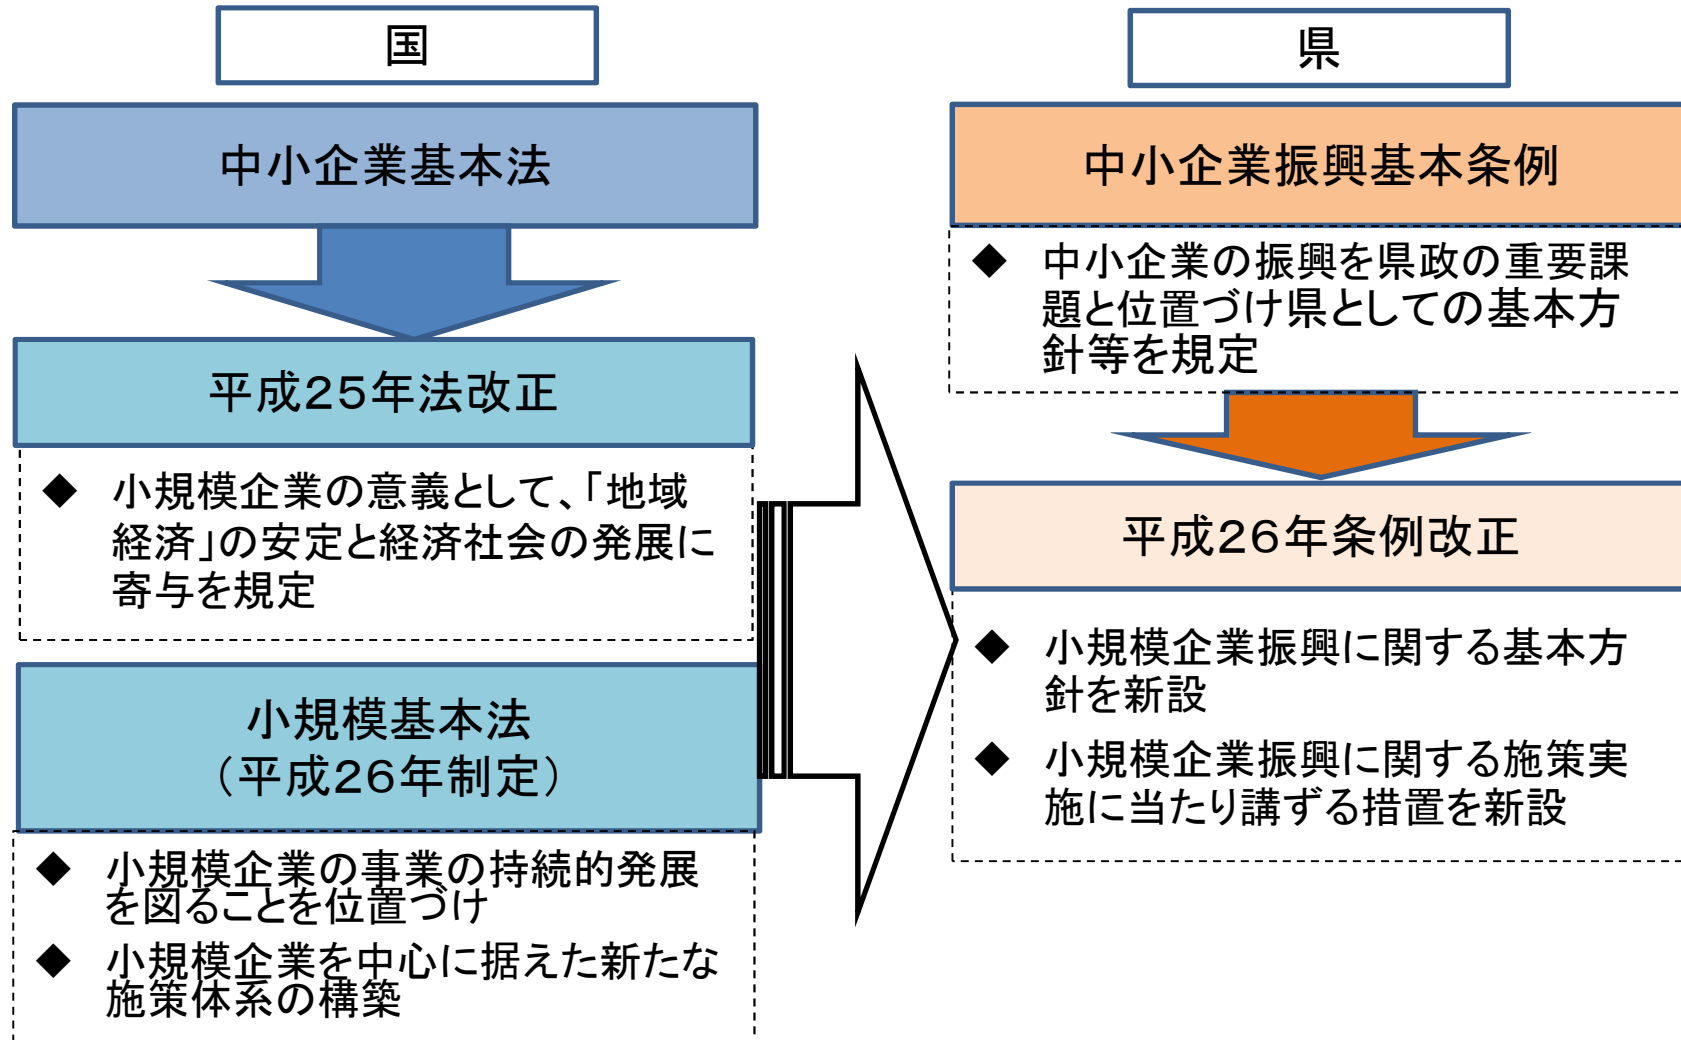 国
中小企業基本法
平成25年法改正
◆ 小規模企業の意義として、「地域
経済」の安定と経済社会の発展に
寄与を規定
小規模基本法
（平成26年制定）
◆ 小規模企業の事業の持続的発展
を図ることを位置づけ
◆ 小規模企業を中心に据えた新たな
施策体系の構築
県
中小企業振興基本条例
◆ 中小企業の振興を県政の重要課
題と位置づけ県としての基本方
針等を規定
平成26年条例改正
◆ 小規模企業振興に関する基本方
針を新設
◆ 小規模企業振興に関する施策実
施に当たり講ずる措置を新設